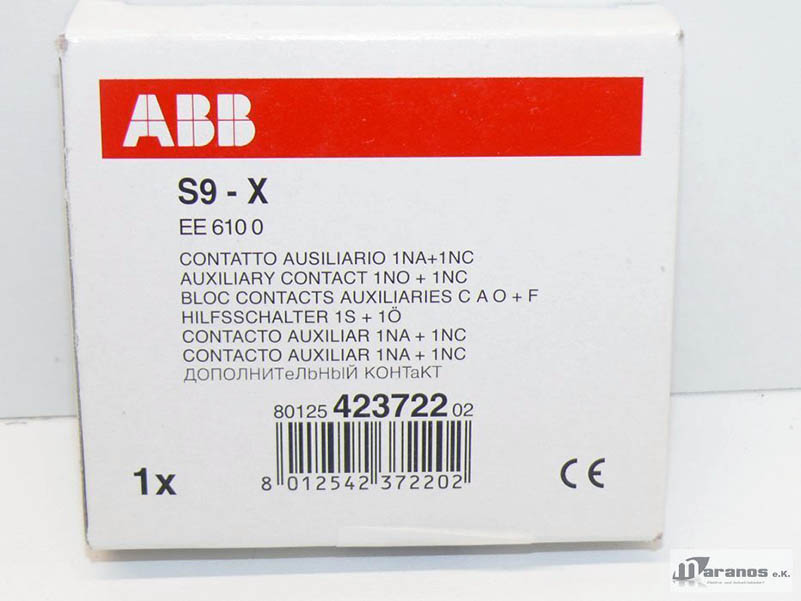 ABB
S9 - X
EE 610 0
CONTATTO AUSILIARIO 1NA+1NC
AUXILIARY CONTACT 1NO + 1NC
BLOC CONTACTS AUXILIARIES C A O + F
HILFSSCHALTER 1S + 1Ö
CONTACTO AUXILIAR 1NA + 1NC
CONTACTO AUXILIAR 1NA + 1NC
ДОПОЛНИТеЛЬНЫЙ КОНТаКТ
80125 423722 02
8 012542 372202
1x
CE
Maranos e.K.